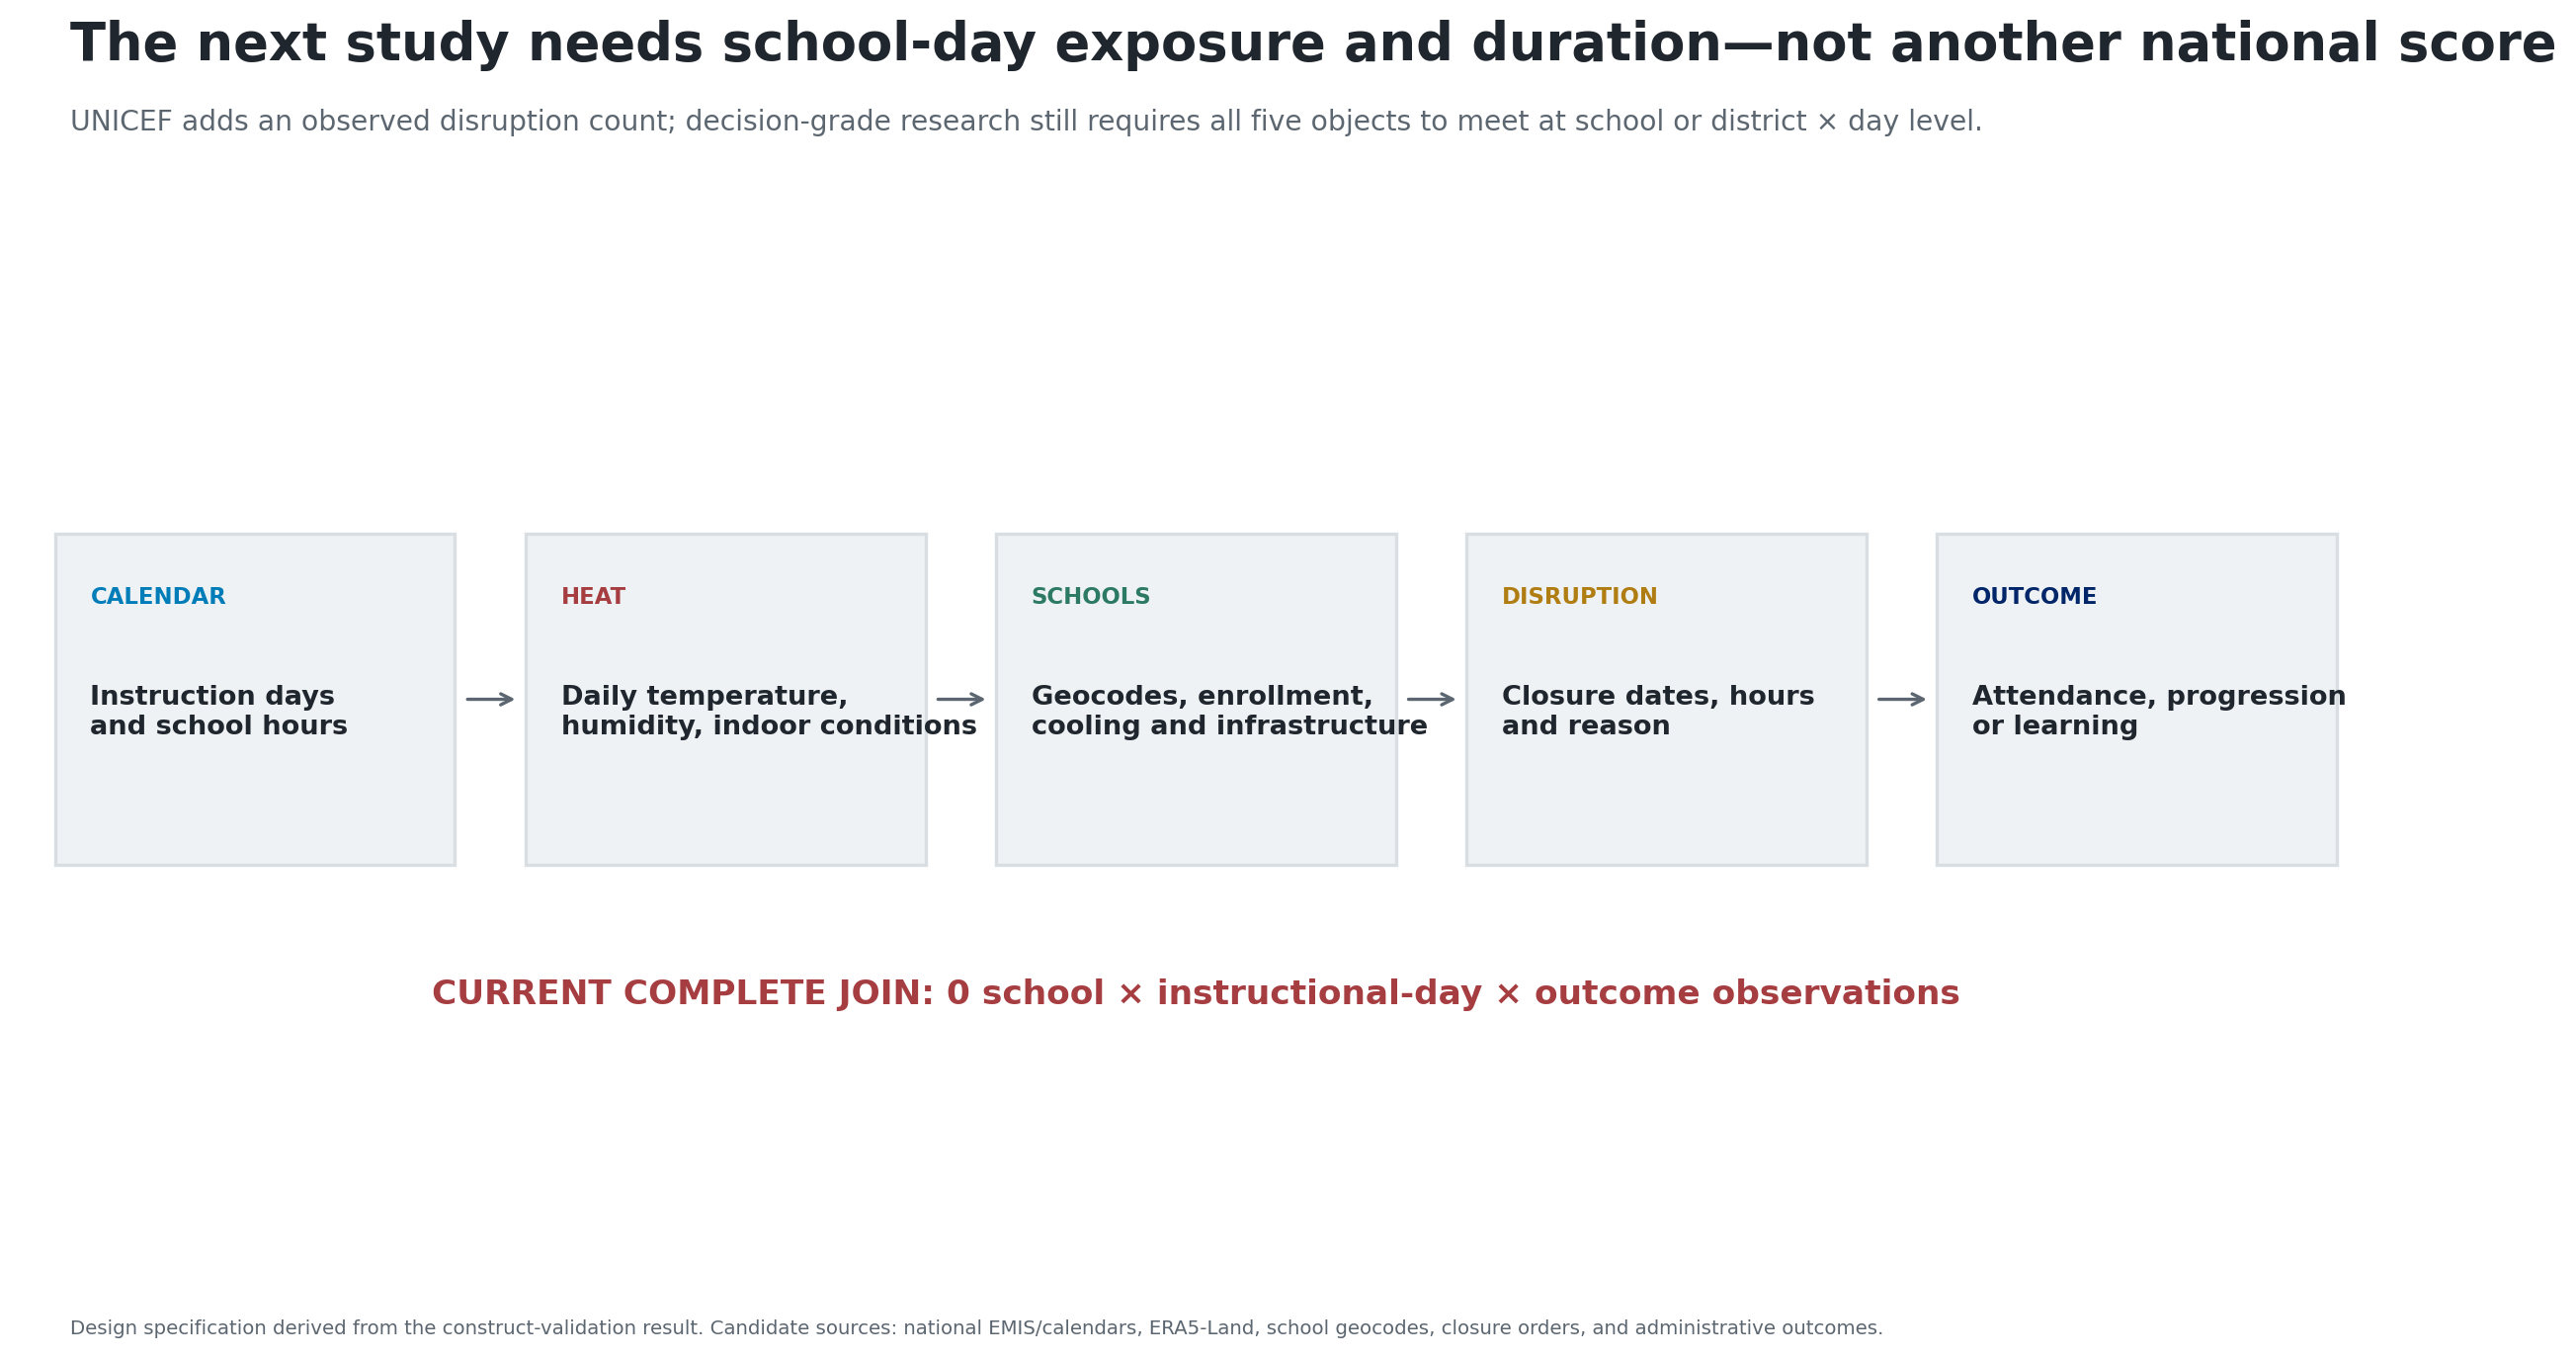 The next study needs school-day exposure and duration—not another national score
UNICEF adds an observed disruption count; decision-grade research still requires all five objects to meet at school or district × day level.
CALENDAR
Instruction days
and school hours
HEAT
Daily temperature,
humidity, indoor conditions
SCHOOLS
Geocodes, enrollment,
cooling and infrastructure
DISRUPTION
Closure dates, hours
and reason
OUTCOME
Attendance, progression
or learning
CURRENT COMPLETE JOIN: 0 school × instructional-day × outcome observations
Design specification derived from the construct-validation result. Candidate sources: national EMIS/calendars, ERA5-Land, school geocodes, closure orders, and administrative outcomes.